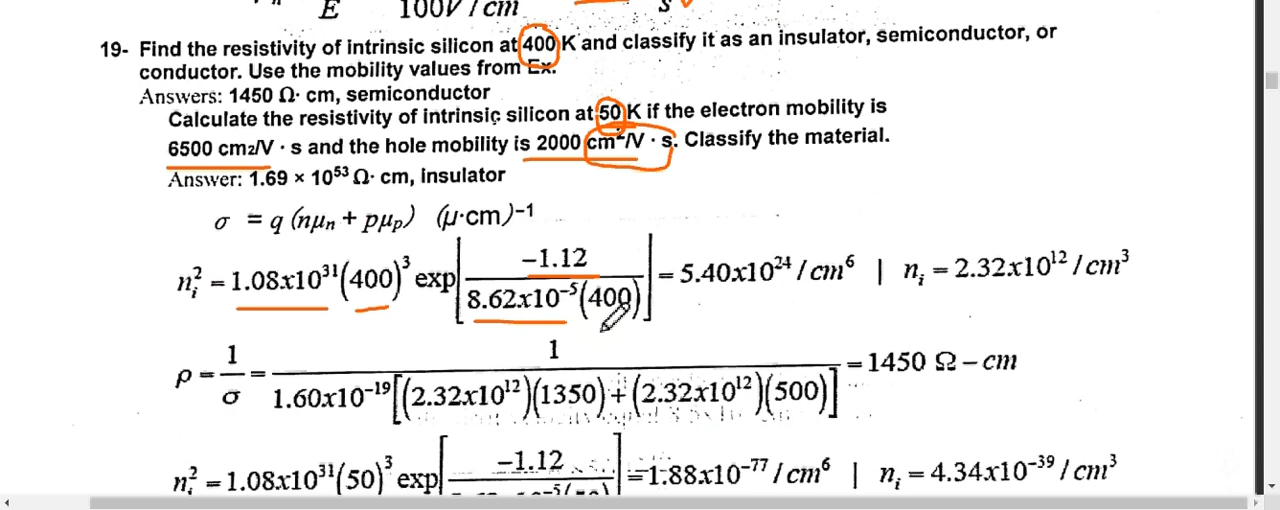 E 100V / cm s
19- Find the resistivity of intrinsic silicon at 400 K and classify it as an insulator, semiconductor, or
conductor. Use the mobility values from Ex.
Answers: 1450 Ω· cm, semiconductor
Calculate the resistivity of intrinsic silicon at 50 K if the electron mobility is
6500 cm2/V · s and the hole mobility is 2000 cm²/V · s. Classify the material.
Answer: 1.69 × 10⁵³ Ω· cm, insulator
σ = q (nμn + pμp) (μ·cm)⁻¹
nᵢ² = 1.08x10³¹(400)³ exp[−1.12 / 8.62x10⁻⁵(400)] = 5.40x10²⁴ / cm⁶ | nᵢ = 2.32x10¹² / cm³
ρ = 1/σ = 1 / 1.60x10⁻¹⁹[(2.32x10¹²)(1350) + (2.32x10¹²)(500)] = 1450 Ω − cm
nᵢ² = 1.08x10³¹(50)³ exp[−1.12 =1.88x10⁻⁷⁷ / cm⁶ | nᵢ = 4.34x10⁻³⁹ / cm³